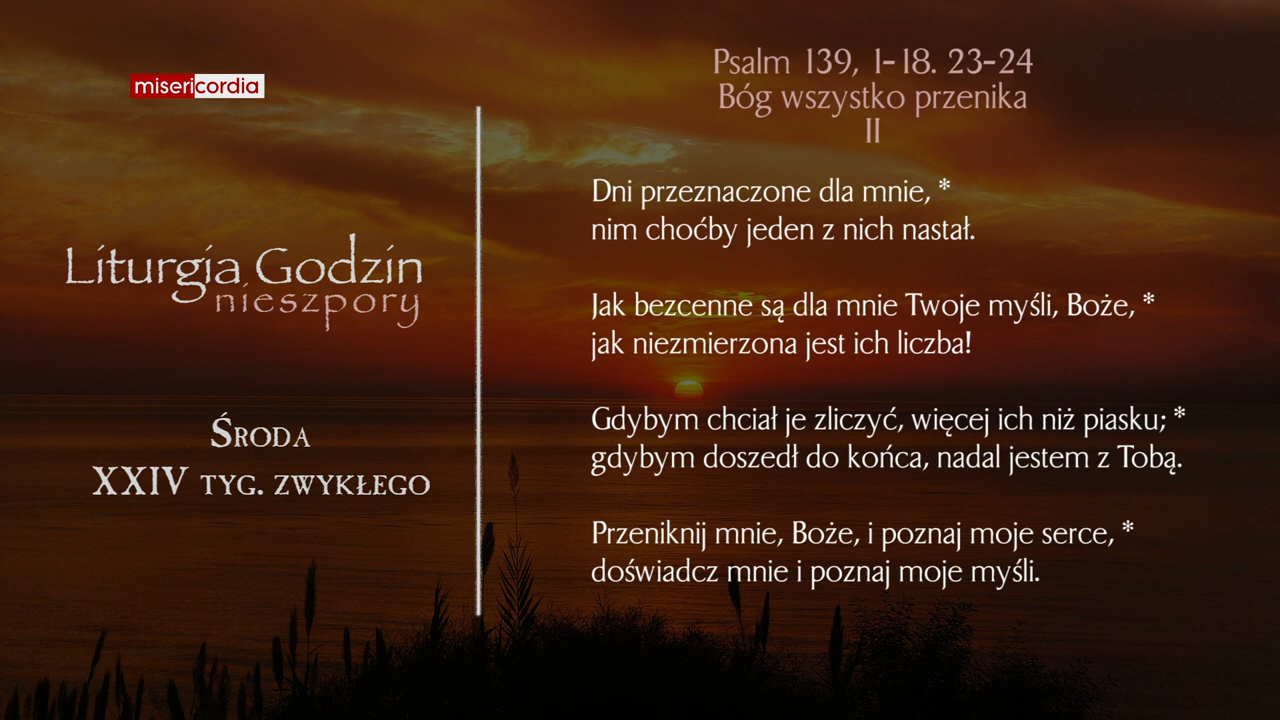 misericordia
Liturgia Godzin
nieszpory
Środa
XXIV tyg. zwykłego
Psalm 139, 1-18. 23-24
Bóg wszystko przenika
II
Dni przeznaczone dla mnie, *
nim choćby jeden z nich nastał.
Jak bezcenne są dla mnie Twoje myśli, Boże, *
jak niezmierzona jest ich liczba!
Gdybym chciał je zliczyć, więcej ich niż piasku; *
gdybym doszedł do końca, nadal jestem z Tobą.
Przeniknij mnie, Boże, i poznaj moje serce, *
doświadcz mnie i poznaj moje myśli.